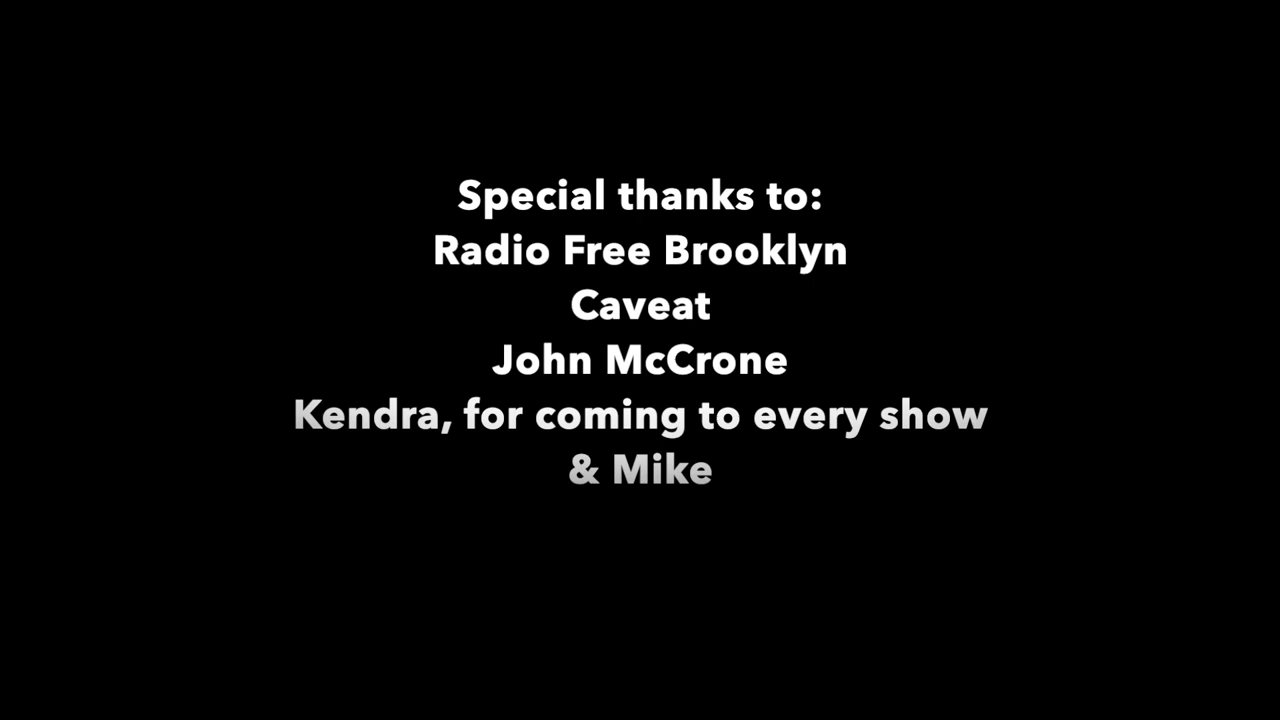 Special thanks to:
Radio Free Brooklyn
Caveat
John McCrone
Kendra, for coming to every show
& Mike